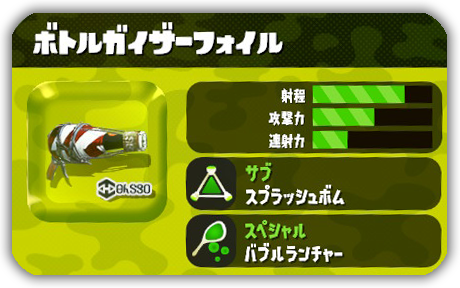 ボトルガイザーフォイル
射程
攻撃力
連射力
サブ
スプラッシュボム
スペシャル
バブルランチャー